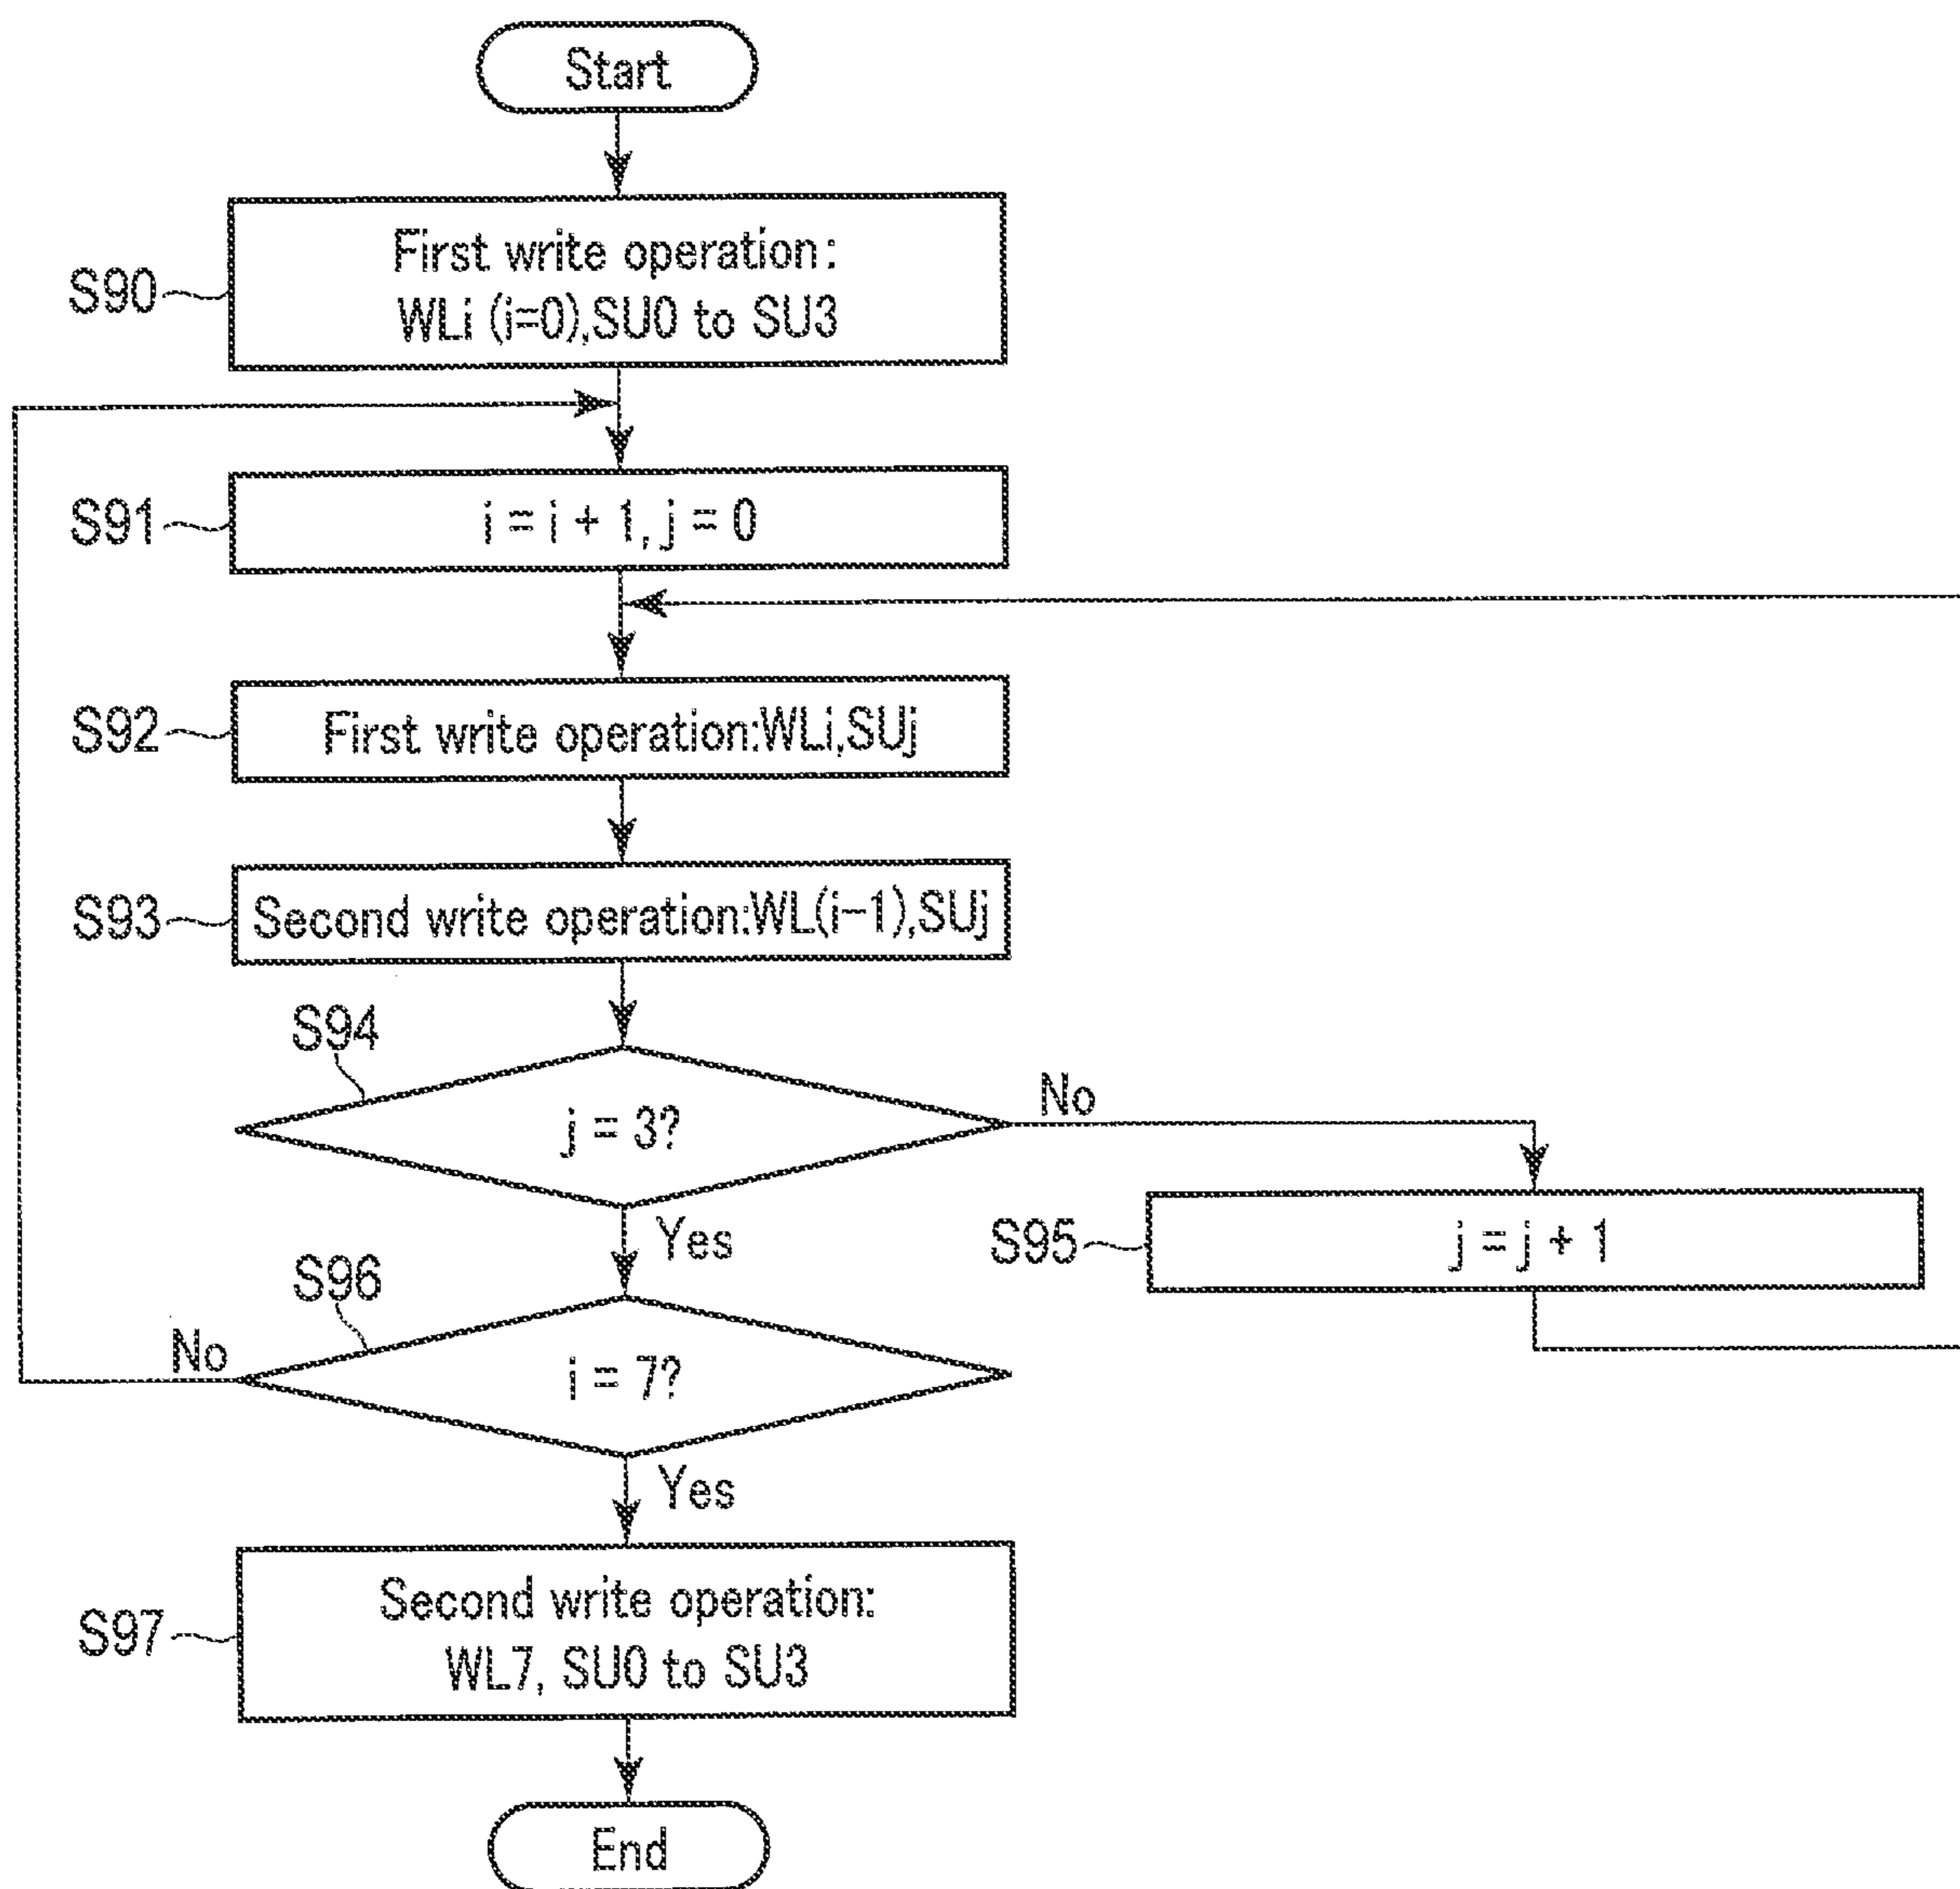 Start
S90
First write operation:
WLi (i=0),SU0 to SU3
S91
i = i + 1, j = 0
S92
First write operation:WLi,SUj
S93
Second write operation:WL(i-1),SUj
S94
j = 3?
No
Yes
S95
j = j + 1
S96
i = 7?
No
Yes
S97
Second write operation:
WL7, SU0 to SU3
End